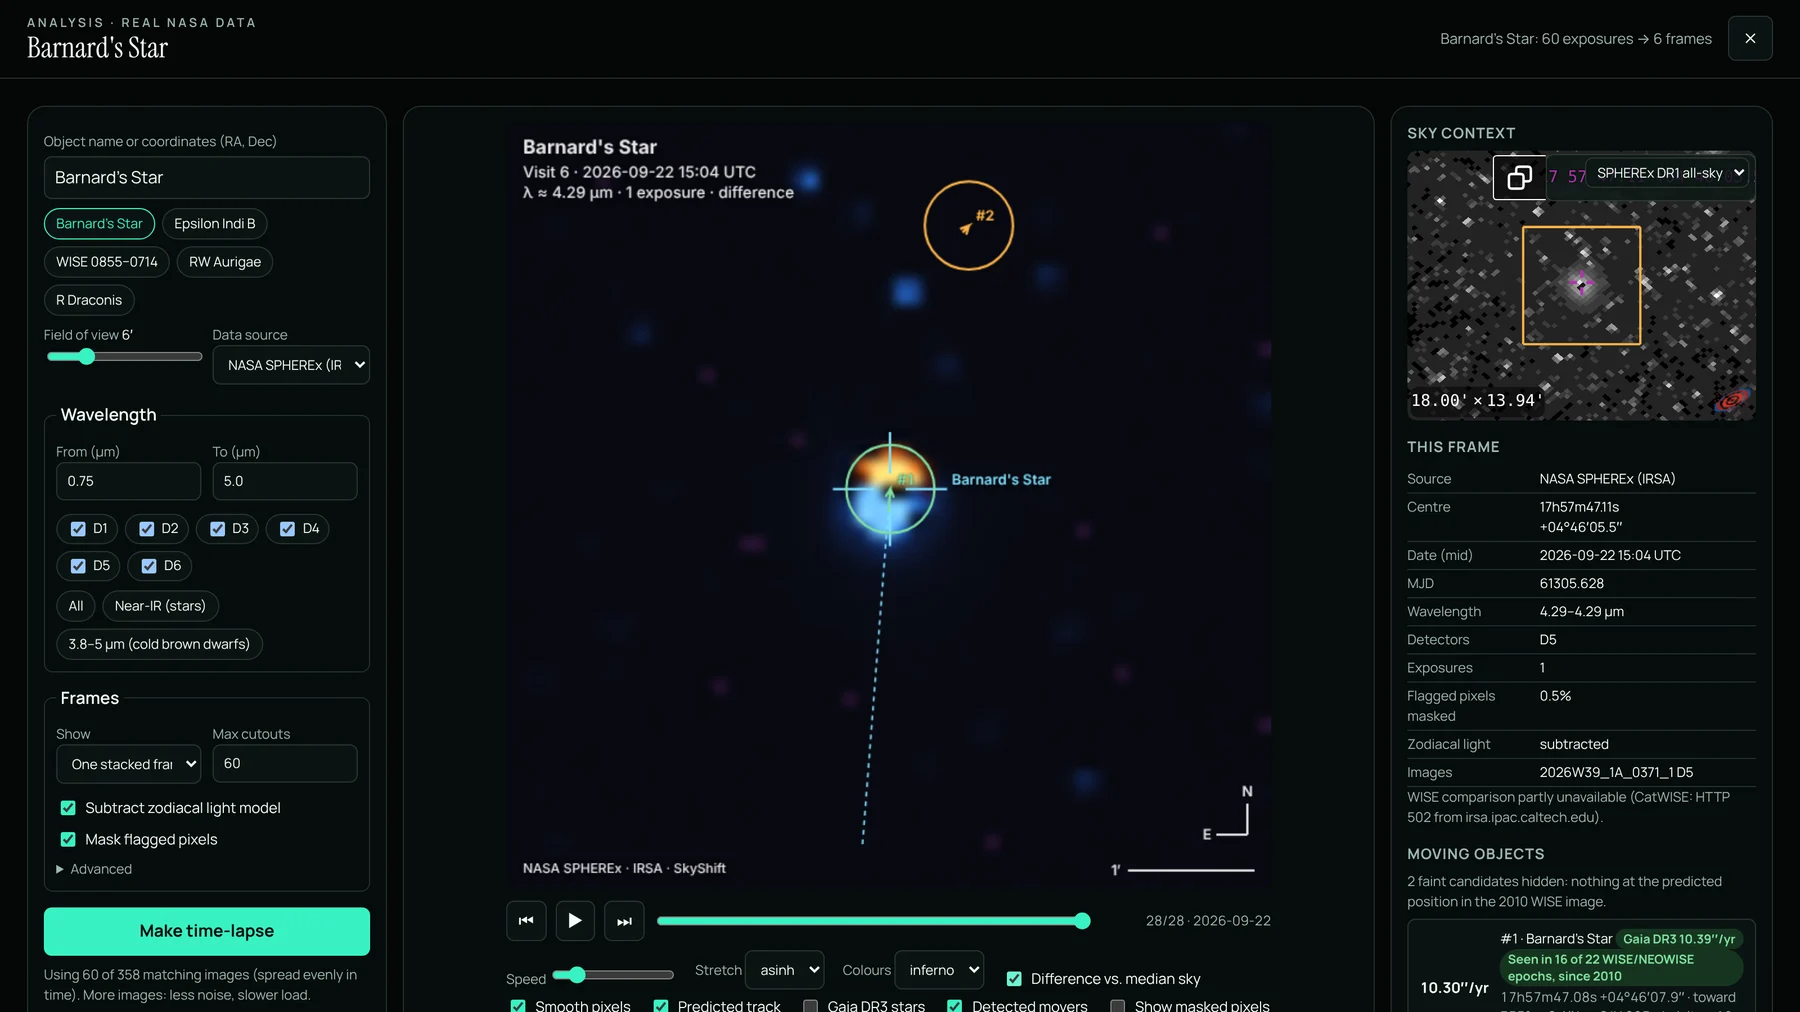 ANALYSIS · REAL NASA DATA
Barnard's Star
Barnard's Star: 60 exposures → 6 frames
Object name or coordinates (RA, Dec)
Barnard's Star
Barnard's Star
Epsilon Indi B
WISE 0855−0714
RW Aurigae
R Draconis
Field of view 6′
Data source
NASA SPHEREx (IR
Wavelength
From (µm)
To (µm)
0.75
5.0
D1
D2
D3
D4
D5
D6
All
Near-IR (stars)
3.8–5 µm (cold brown dwarfs)
Frames
Show
Max cutouts
One stacked frar
60
Subtract zodiacal light model
Mask flagged pixels
Advanced
Make time-lapse
Using 60 of 358 matching images (spread evenly in
time). More images: less noise, slower load.
Barnard's Star
Visit 6 · 2026-09-22 15:04 UTC
λ ≈ 4.29 µm · 1 exposure · difference
#2
#1
Barnard's Star
N
E
NASA SPHEREx · IRSA · SkyShift
1′
28/28 · 2026-09-22
Speed
Stretch
asinh
Colours
inferno
Difference vs. median sky
Smooth pixels
Predicted track
Gaia DR3 stars
Detected movers
Show masked pixels
SKY CONTEXT
7 57
SPHEREx DR1 all-sky
18.00' × 13.94'
THIS FRAME
Source NASA SPHEREx (IRSA)
Centre 17h57m47.11s
+04°46′05.5″
Date (mid) 2026-09-22 15:04 UTC
MJD 61305.628
Wavelength 4.29–4.29 µm
Detectors D5
Exposures 1
Flagged pixels 0.5%
masked
Zodiacal light subtracted
Images 2026W39_1A_0371_1 D5
WISE comparison partly unavailable (CatWISE: HTTP
502 from irsa.ipac.caltech.edu).
MOVING OBJECTS
2 faint candidates hidden: nothing at the predicted
position in the 2010 WISE image.
#1 · Barnard's Star Gaia DR3 10.39″/yr
Seen in 16 of 22 WISE/NEOWISE
epochs, since 2010
10.30″/yr
17h57m47.08s +04°46′07.9″ · toward